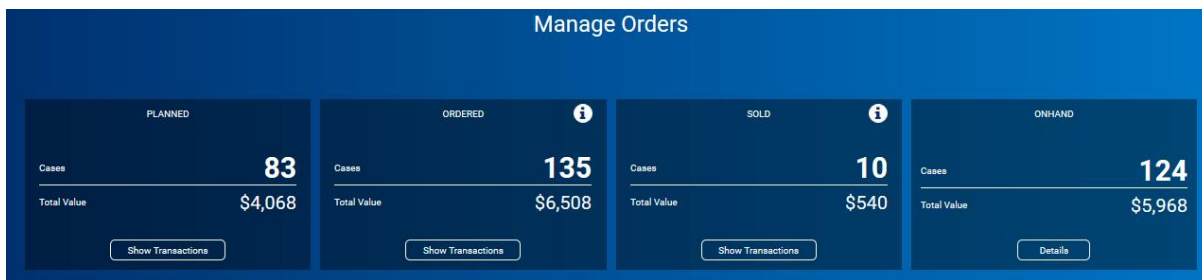 Manage Orders
PLANNED
Cases 83
Total Value $4,068
Show Transactions
ORDERED
Cases 135
Total Value $6,508
Show Transactions
SOLD
Cases 10
Total Value $540
Show Transactions
ONHAND
Cases 124
Total Value $5,968
Details